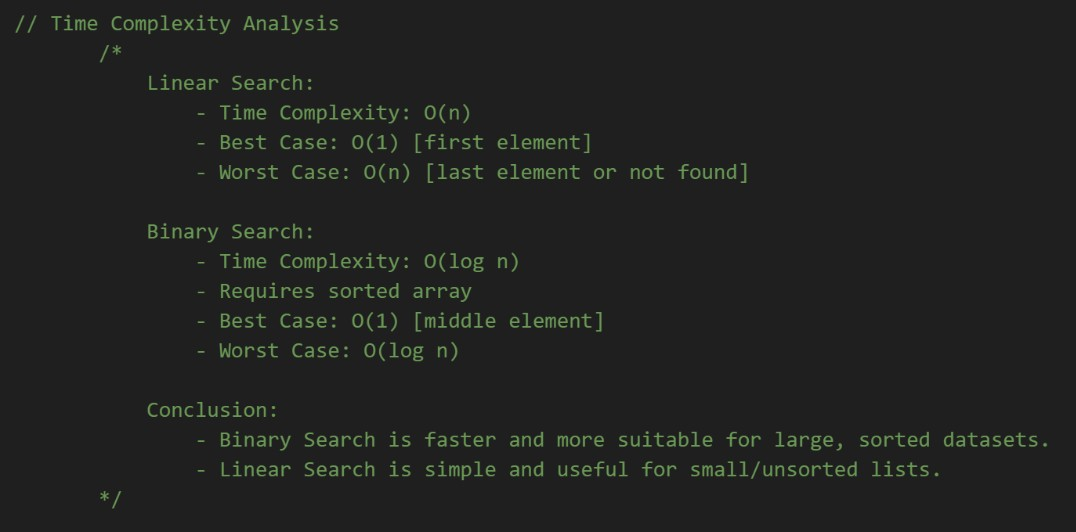 // Time Complexity Analysis
/*
Linear Search:
- Time Complexity: O(n)
- Best Case: O(1) [first element]
- Worst Case: O(n) [last element or not found]
Binary Search:
- Time Complexity: O(log n)
- Requires sorted array
- Best Case: O(1) [middle element]
- Worst Case: O(log n)
Conclusion:
- Binary Search is faster and more suitable for large, sorted datasets.
- Linear Search is simple and useful for small/unsorted lists.
*/